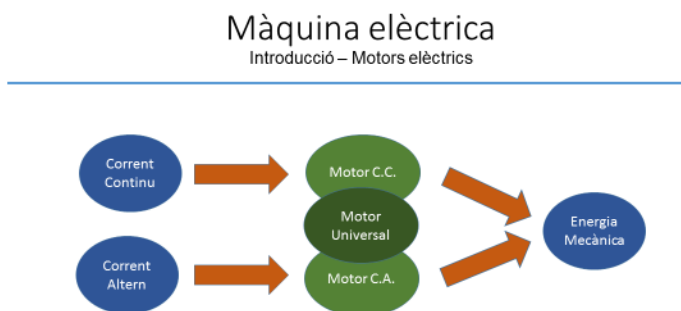 Màquina elèctrica
Introducció – Motors elèctrics
Corrent
Continu
Motor C.C.
Motor
Universal
Energia
Mecànica
Corrent
Altern
Motor C.A.